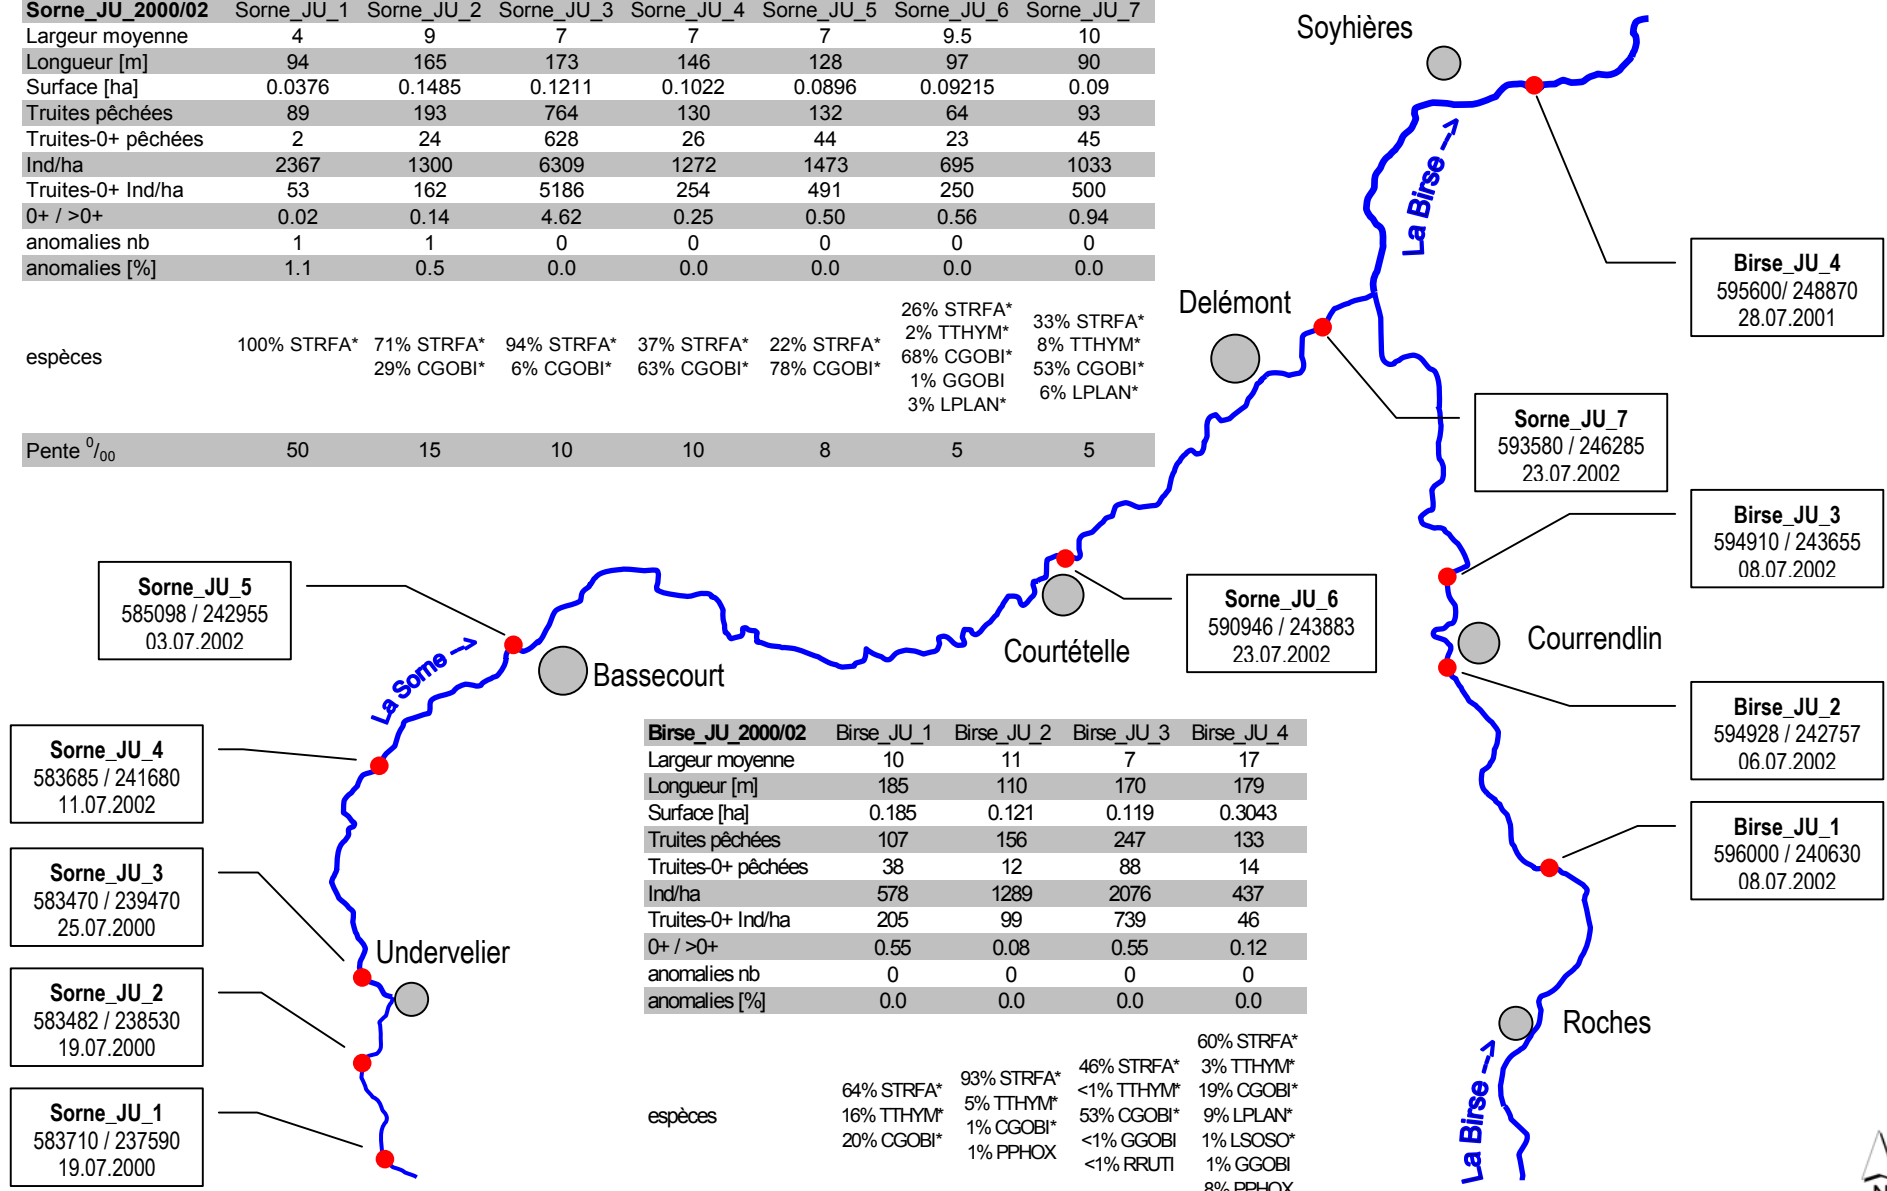 Sorne_JU_2000/02 Sorne_JU_1 Sorne_JU_2 Sorne_JU_3 Sorne_JU_4 Sorne_JU_5 Sorne_JU_6 Sorne_JU_7
Largeur moyenne 4 9 7 7 7 9.5 10
Longueur [m] 94 165 173 146 128 97 90
Surface [ha] 0.0376 0.1485 0.1211 0.1022 0.0896 0.09215 0.09
Truites pêchées 89 193 764 130 132 64 93
Truites-0+ pêchées 2 24 628 26 44 23 45
Ind/ha 2367 1300 6309 1272 1473 695 1033
Truites-0+ Ind/ha 53 162 5186 254 491 250 500
0+ / >0+ 0.02 0.14 4.62 0.25 0.50 0.56 0.94
anomalies nb 1 1 0 0 0 0 0
anomalies [%] 1.1 0.5 0.0 0.0 0.0 0.0 0.0
espèces
100% STRFA*
71% STRFA*
29% CGOBI*
94% STRFA*
6% CGOBI*
37% STRFA*
63% CGOBI*
22% STRFA*
78% CGOBI*
26% STRFA*
2% TTHYM*
68% CGOBI*
1% GGOBI
3% LPLAN*
33% STRFA*
8% TTHYM*
53% CGOBI*
6% LPLAN*
Pente 0/00 50 15 10 10 8 5 5
Soyhières
La Birse -->
Birse_JU_4
595600/ 248870
28.07.2001
Delémont
Sorne_JU_7
593580 / 246285
23.07.2002
Birse_JU_3
594910 / 243655
08.07.2002
Sorne_JU_5
585098 / 242955
03.07.2002
Sorne_JU_6
590946 / 243883
23.07.2002
Courtételle
Courrendlin
La Sorne -->
Bassecourt
Birse_JU_2
594928 / 242757
06.07.2002
Sorne_JU_4
583685 / 241680
11.07.2002
Birse_JU_1
596000 / 240630
08.07.2002
Sorne_JU_3
583470 / 239470
25.07.2000
Undervelier
Sorne_JU_2
583482 / 238530
19.07.2000
Sorne_JU_1
583710 / 237590
19.07.2000
Birse_JU_2000/02 Birse_JU_1 Birse_JU_2 Birse_JU_3 Birse_JU_4
Largeur moyenne 10 11 7 17
Longueur [m] 185 110 170 179
Surface [ha] 0.185 0.121 0.119 0.3043
Truites pêchées 107 156 247 133
Truites-0+ pêchées 38 12 88 14
Ind/ha 578 1289 2076 437
Truites-0+ Ind/ha 205 99 739 46
0+ / >0+ 0.55 0.08 0.55 0.12
anomalies nb 0 0 0 0
anomalies [%] 0.0 0.0 0.0 0.0
espèces
64% STRFA*
16% TTHYM*
20% CGOBI*
93% STRFA*
5% TTHYM*
1% CGOBI*
1% PPHOX
46% STRFA*
<1% TTHYM*
53% CGOBI*
<1% GGOBI
<1% RRUTI
60% STRFA*
3% TTHYM*
19% CGOBI*
9% LPLAN*
1% LSOSO*
1% GGOBI
8% PPHOX
Roches
La Birse -->
N